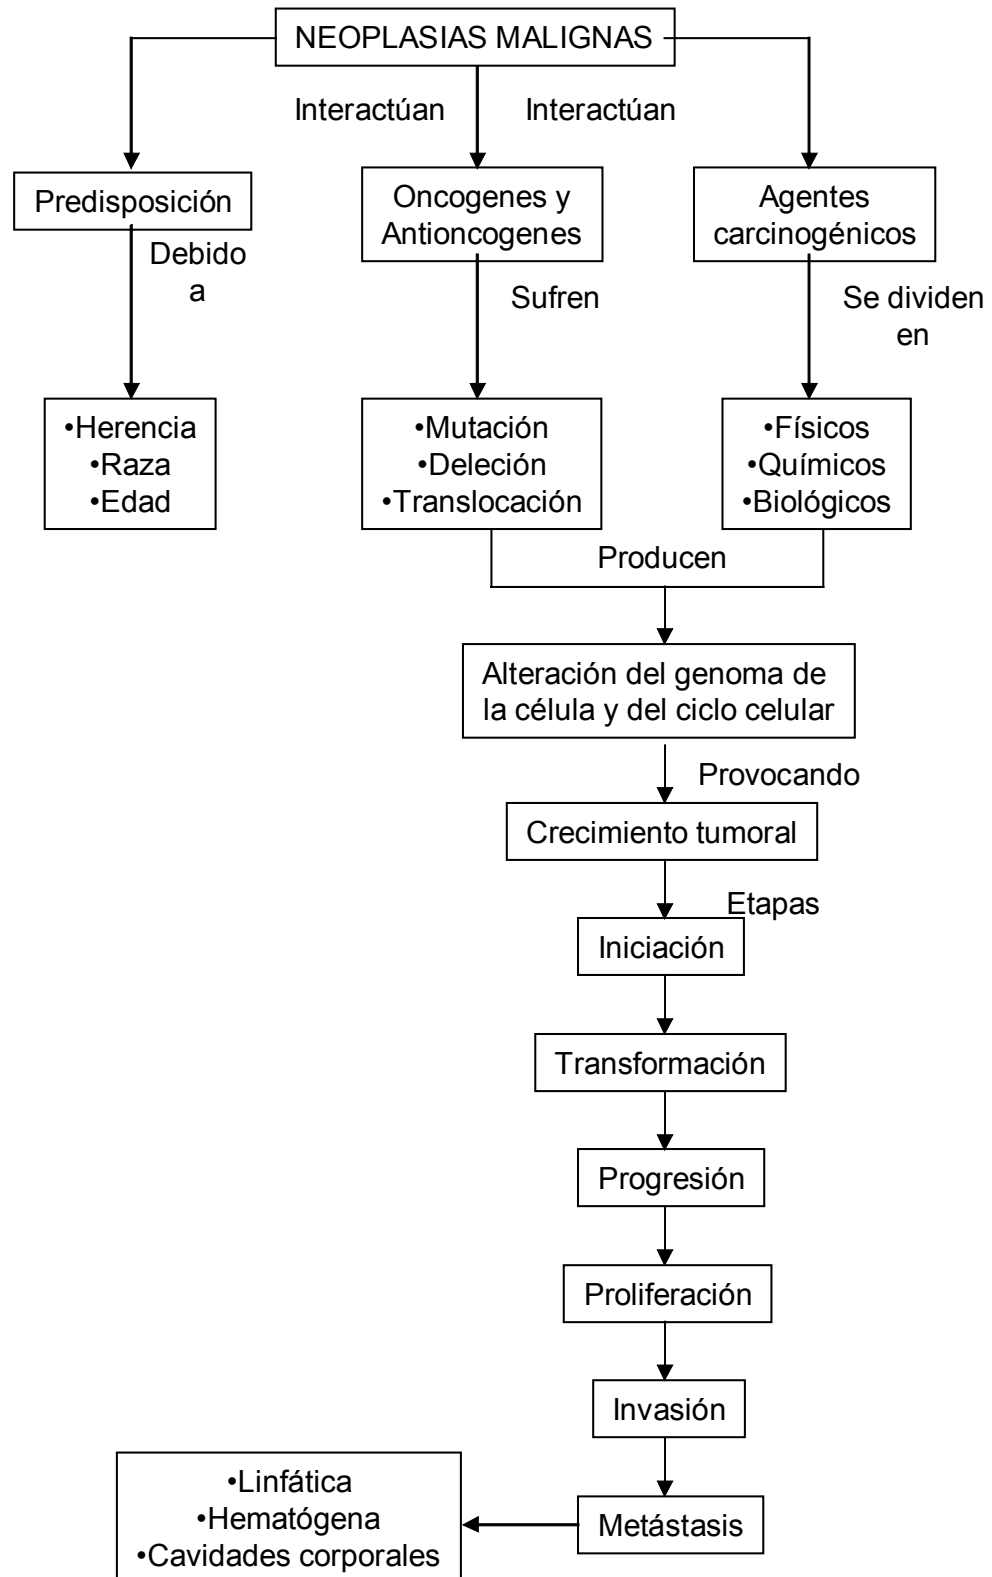 NEOPLASIAS MALIGNAS
Interactúan
Interactúan
Predisposición
Oncogenes y
Antioncogenes
Agentes
carcinogénicos
Debido
a
Sufren
Se dividen
en
•Herencia
•Raza
•Edad
•Mutación
•Deleción
•Translocación
•Físicos
•Químicos
•Biológicos
Producen
Alteración del genoma de
la célula y del ciclo celular
Provocando
Crecimiento tumoral
Etapas
Iniciación
Transformación
Progresión
Proliferación
Invasión
Metástasis
•Linfática
•Hematógena
•Cavidades corporales